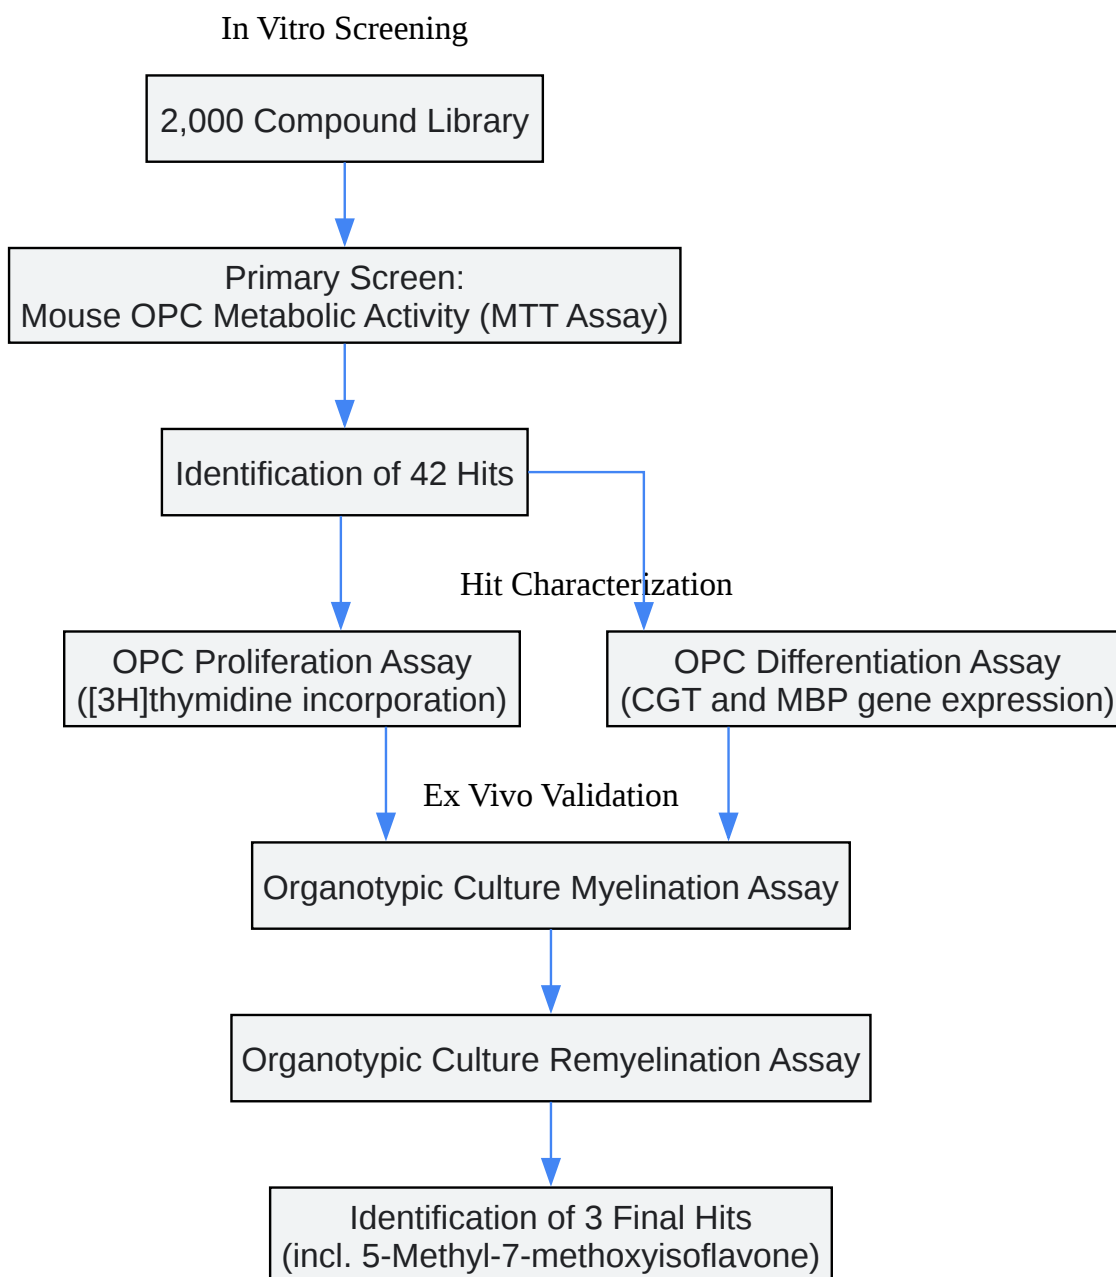 In Vitro Screening
2,000 Compound Library
Primary Screen:
Mouse OPC Metabolic Activity (MTT Assay)
Identification of 42 Hits
Hit Characterization
OPC Proliferation Assay
([3H]thymidine incorporation)
OPC Differentiation Assay
(CGT and MBP gene expression)
Ex Vivo Validation
Organotypic Culture Myelination Assay
Organotypic Culture Remyelination Assay
Identification of 3 Final Hits
(incl. 5-Methyl-7-methoxyisoflavone)